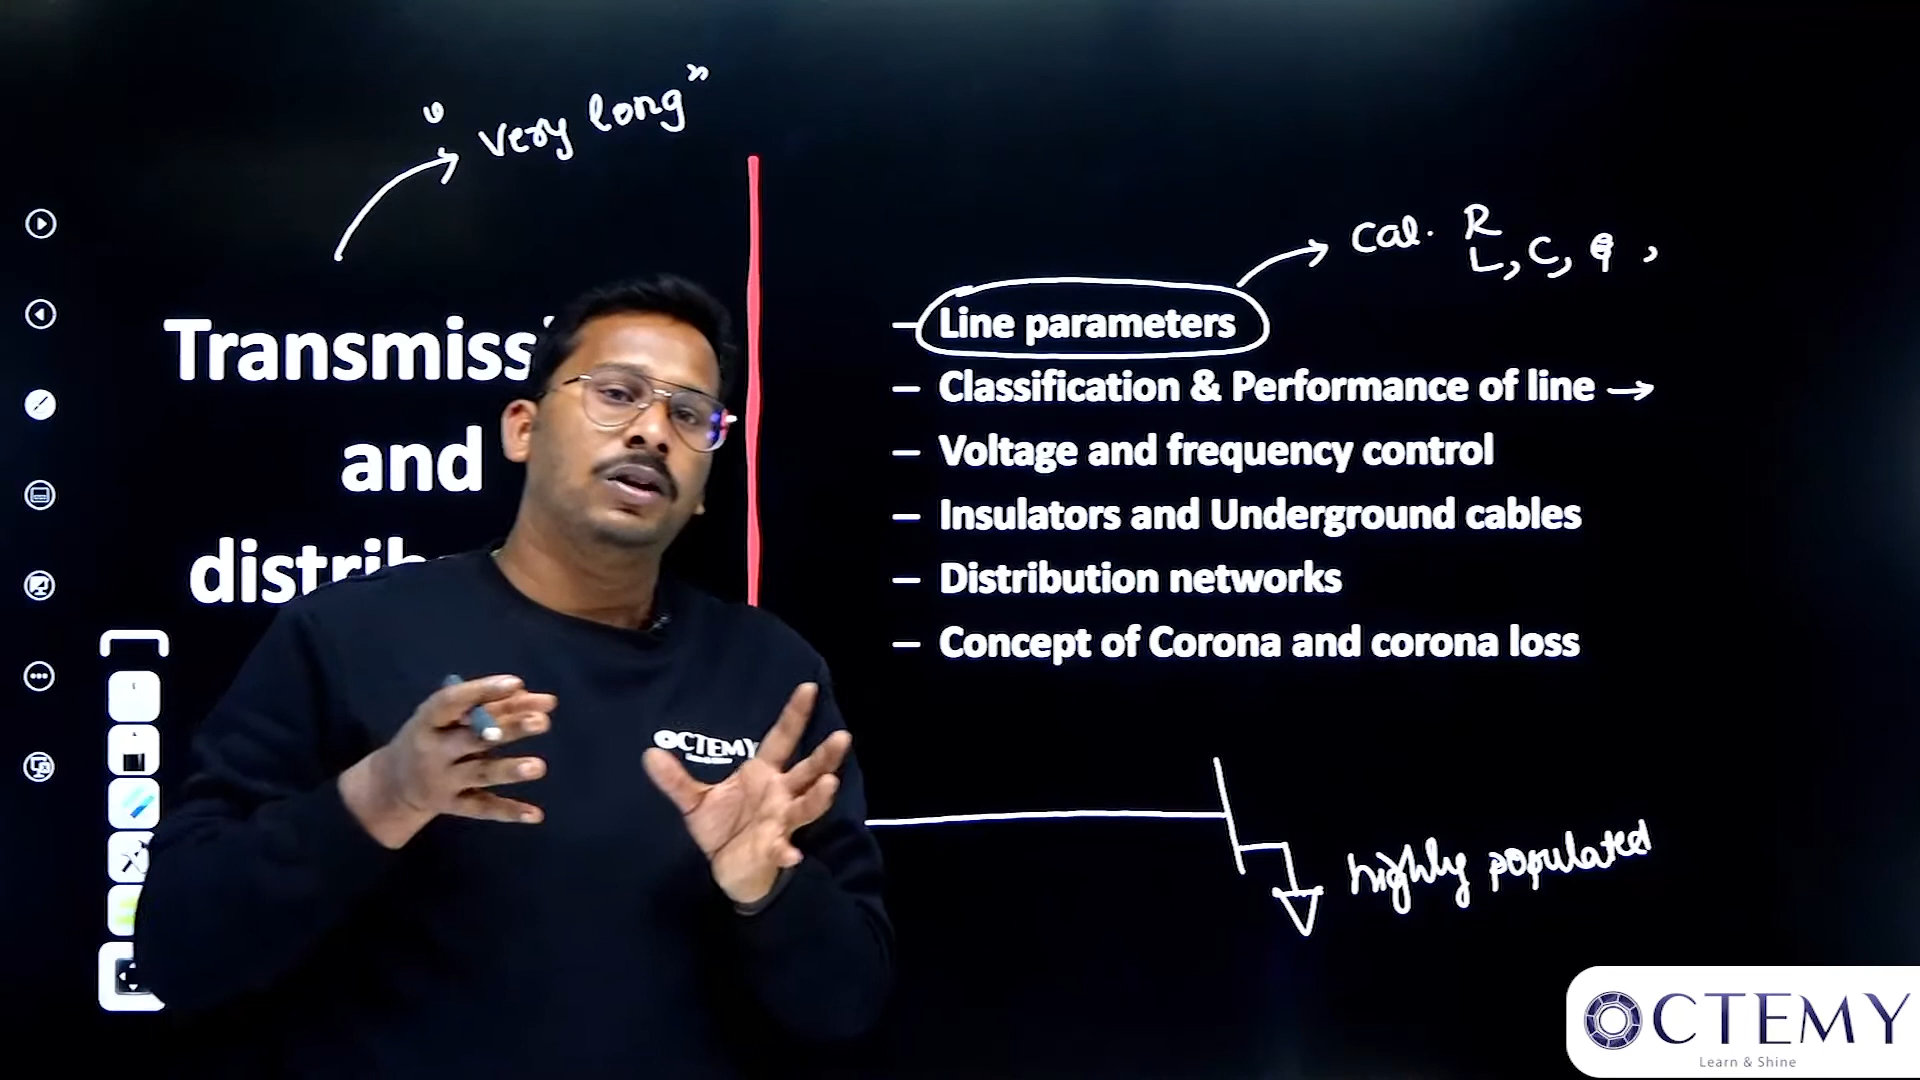 "Very long"
Cal. R
L, C, G,
Transmiss
and
distrib
– Line parameters
– Classification & Performance of line →
– Voltage and frequency control
– Insulators and Underground cables
– Distribution networks
– Concept of Corona and corona loss
OCTEMY
highly populated
OCTEMY
Learn & Shine